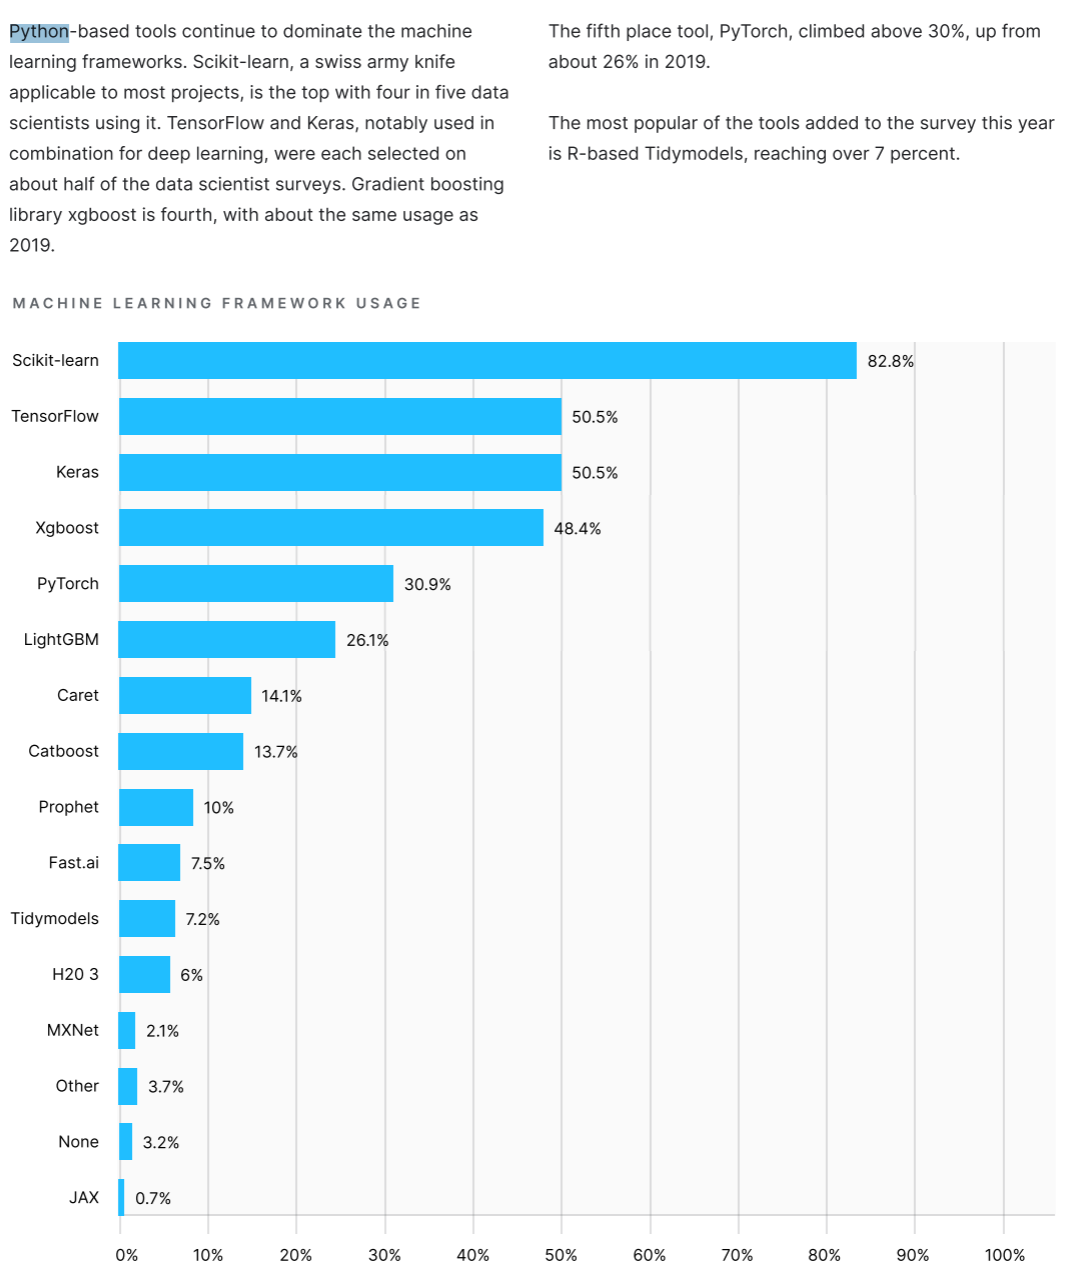 Python-based tools continue to dominate the machine
learning frameworks. Scikit-learn, a swiss army knife
applicable to most projects, is the top with four in five data
scientists using it. TensorFlow and Keras, notably used in
combination for deep learning, were each selected on
about half of the data scientist surveys. Gradient boosting
library xgboost is fourth, with about the same usage as
2019.
The fifth place tool, PyTorch, climbed above 30%, up from
about 26% in 2019.
The most popular of the tools added to the survey this year
is R-based Tidymodels, reaching over 7 percent.
MACHINE LEARNING FRAMEWORK USAGE
Scikit-learn 82.8%
TensorFlow 50.5%
Keras 50.5%
Xgboost 48.4%
PyTorch 30.9%
LightGBM 26.1%
Caret 14.1%
Catboost 13.7%
Prophet 10%
Fast.ai 7.5%
Tidymodels 7.2%
H20 3 6%
MXNet 2.1%
Other 3.7%
None 3.2%
JAX 0.7%
0% 10% 20% 30% 40% 50% 60% 70% 80% 90% 100%